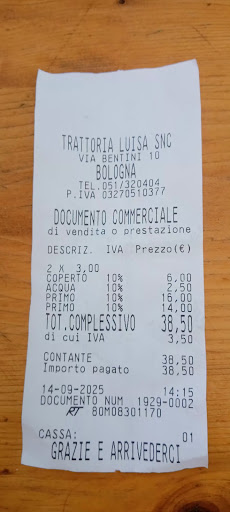 TRATTORIA LUISA SNC
VIA BENTINI 10
BOLOGNA
TEL.051/320404
P.IVA 03270510377
DOCUMENTO COMMERCIALE
di vendita o prestazione
DESCRIZ. IVA Prezzo(€)
2 X 3,00
COPERTO 10% 6,00
ACQUA 10% 2,50
PRIMO 10% 16,00
PRIMO 10% 14,00
TOT.COMPLESSIVO 38,50
di cui IVA 3,50
CONTANTE 38,50
Importo pagato 38,50
14-09-2025 14:15
DOCUMENTO NUM 1929-0002
RT 80M08301170
CASSA: 01
GRAZIE E ARRIVEDERCI